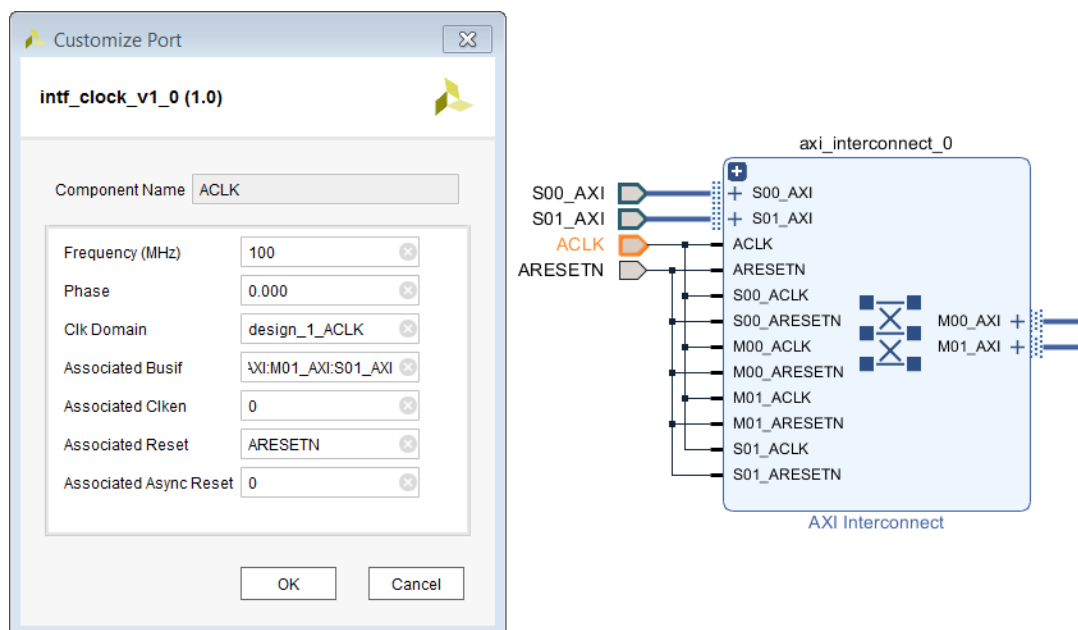 Customize Port
intf_clock_v1_0 (1.0)
Component Name ACLK
Frequency (MHz) 100
Phase 0.000
Clk Domain design_1_ACLK
Associated Busif AXI:M01_AXI:S01_AXI
Associated Clken 0
Associated Reset ARESETN
Associated Async Reset 0
OK Cancel
axi_interconnect_0
S00_AXI
S01_AXI
ACLK
ARESETN
S00_AXI
S01_AXI
ACLK
ARESETN
S00_ACLK
S00_ARESETN
M00_ACLK
M00_ARESETN
M01_ACLK
M01_ARESETN
S01_ACLK
S01_ARESETN
M00_AXI
M01_AXI
AXI Interconnect